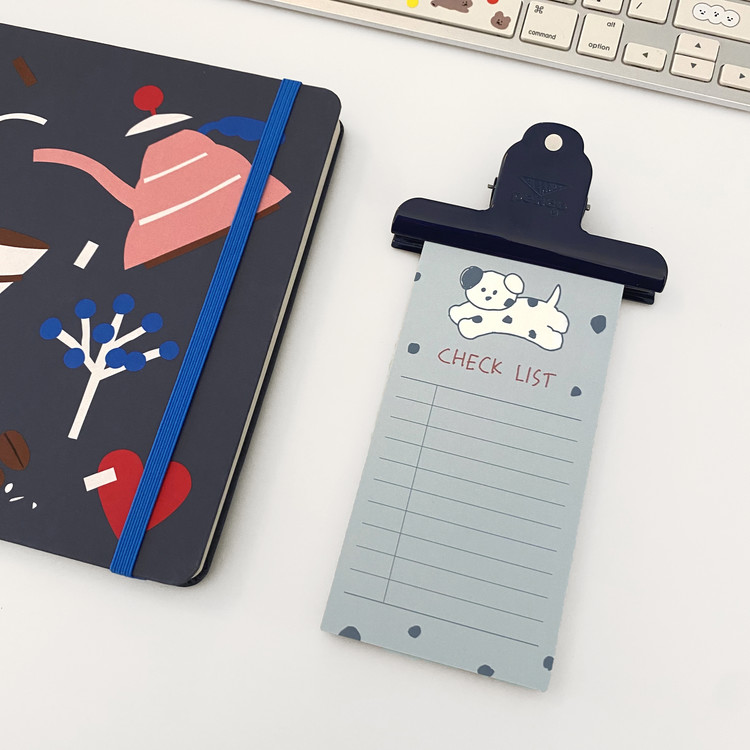 ⌘
command
alt
option
CHECK LIST